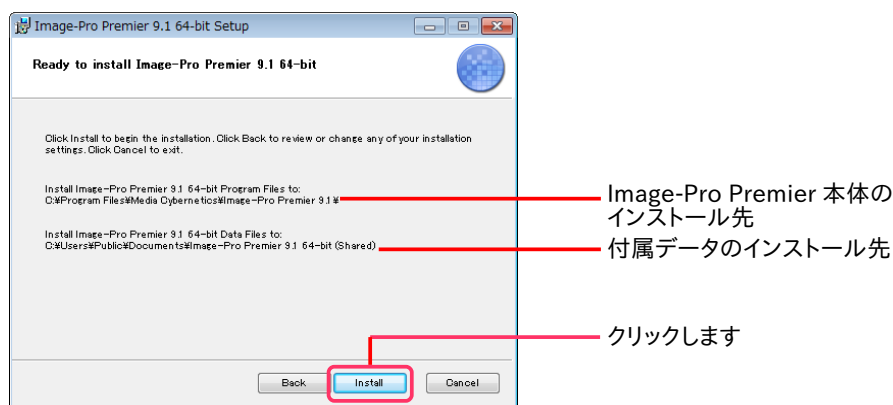 Image-Pro Premier 9.1 64-bit Setup
Ready to install Image-Pro Premier 9.1 64-bit
Click Install to begin the installation. Click Back to review or change any of your installation
settings. Click Cancel to exit.
Install Image-Pro Premier 9.1 64-bit Program Files to:
C:¥Program Files¥Media Cybernetics¥Image-Pro Premier 9.1¥
Install Image-Pro Premier 9.1 64-bit Data Files to:
C:¥Users¥Public¥Documents¥Image-Pro Premier 9.1 64-bit (Shared)
Image-Pro Premier 本体の
インストール先
付属データのインストール先
クリックします
Back
Install
Cancel